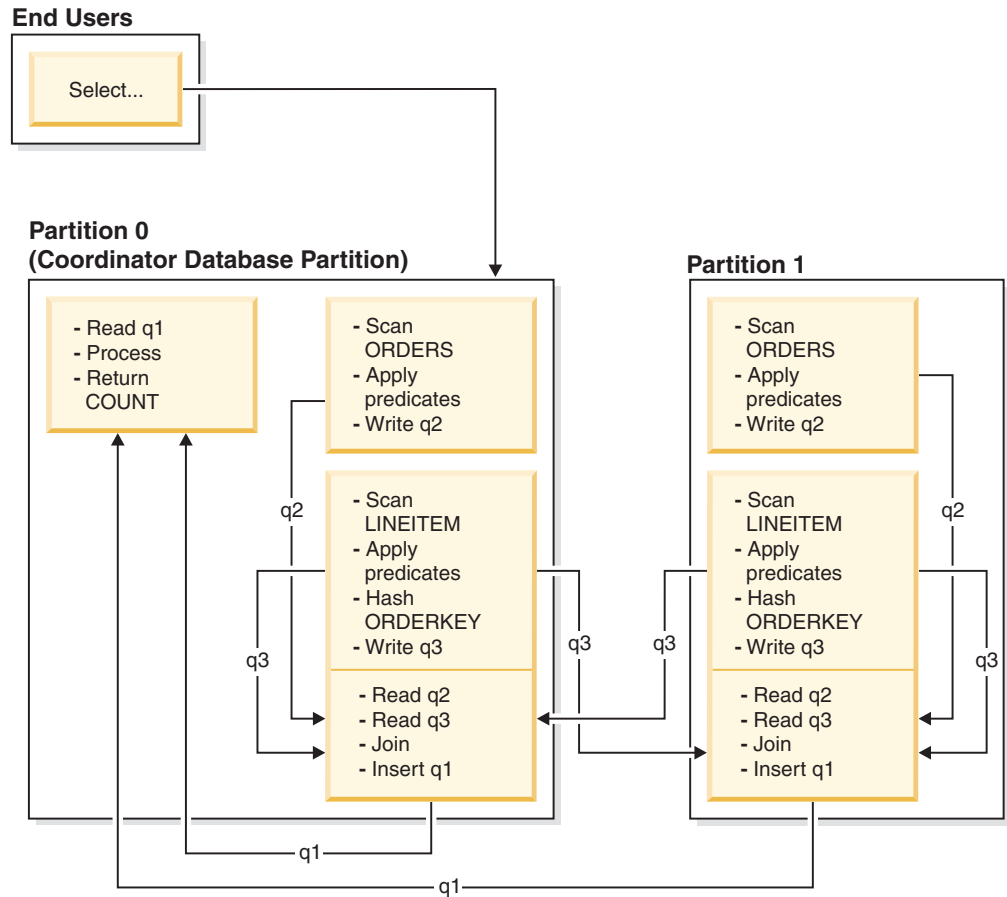 End Users
Select...
Partition 0
(Coordinator Database Partition)
- Read q1
- Process
- Return
COUNT
- Scan
ORDERS
- Apply
predicates
- Write q2
q2
- Scan
LINEITEM
- Apply
predicates
- Hash
ORDERKEY
- Write q3
q3
- Read q2
- Read q3
- Join
- Insert q1
q3
q3
Partition 1
- Scan
ORDERS
- Apply
predicates
- Write q2
q2
- Scan
LINEITEM
- Apply
predicates
- Hash
ORDERKEY
- Write q3
q3
- Read q2
- Read q3
- Join
- Insert q1
q1
q1